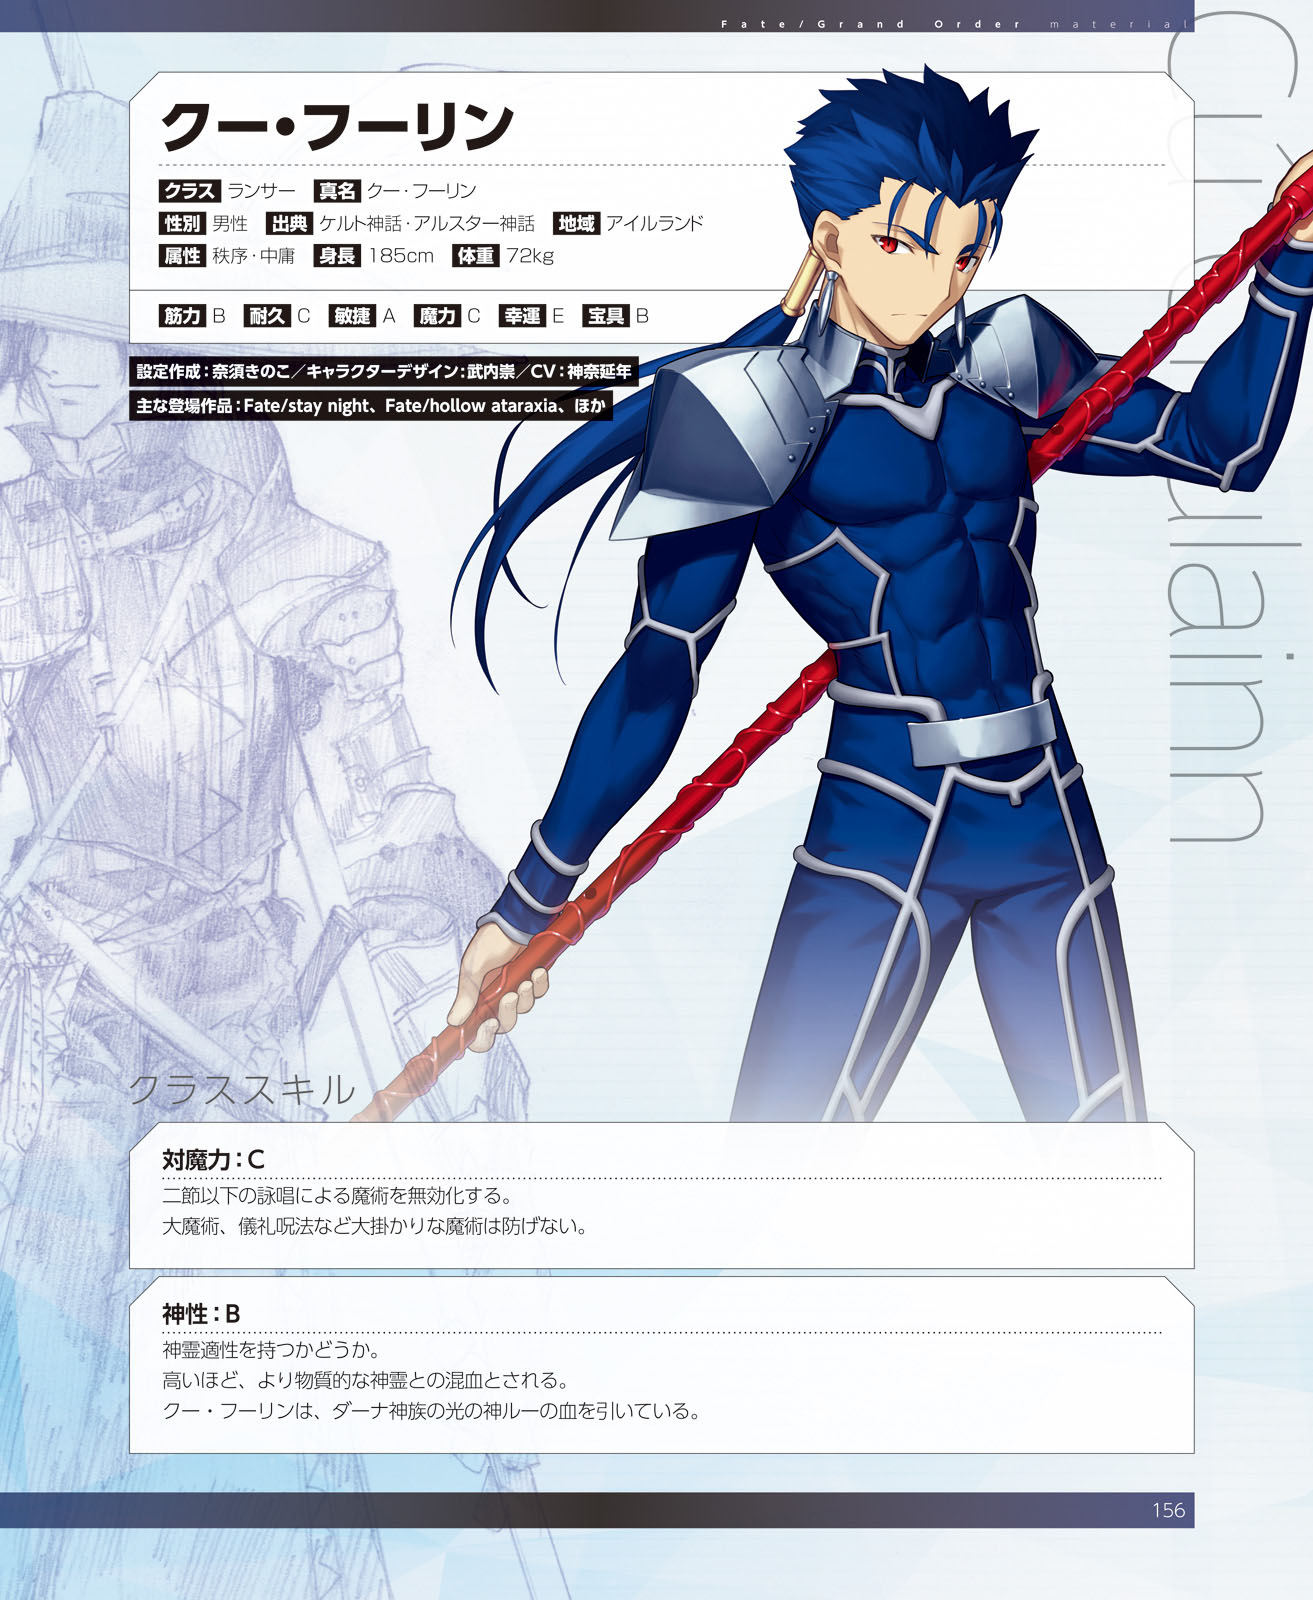 Fate/Grand Order material
クー・フーリン
クラス ランサー 真名 クー・フーリン
性別 男性 出典 ケルト神話・アルスター神話 地域 アイルランド
属性 秩序・中庸 身長 185cm 体重 72kg
筋力 B 耐久 C 敏捷 A 魔力 C 幸運 E 宝具 B
設定作成：奈須きのこ／キャラクターデザイン：武内崇／CV：神奈延年
主な登場作品：Fate/stay night、Fate/hollow ataraxia、ほか
Cú Chulainn
クラススキル
対魔力：C
二節以下の詠唱による魔術を無効化する。
大魔術、儀礼呪法など大掛かりな魔術は防げない。
神性：B
神霊適性を持つかどうか。
高いほど、より物質的な神霊との混血とされる。
クー・フーリンは、ダーナ神族の光の神ルーの血を引いている。
156